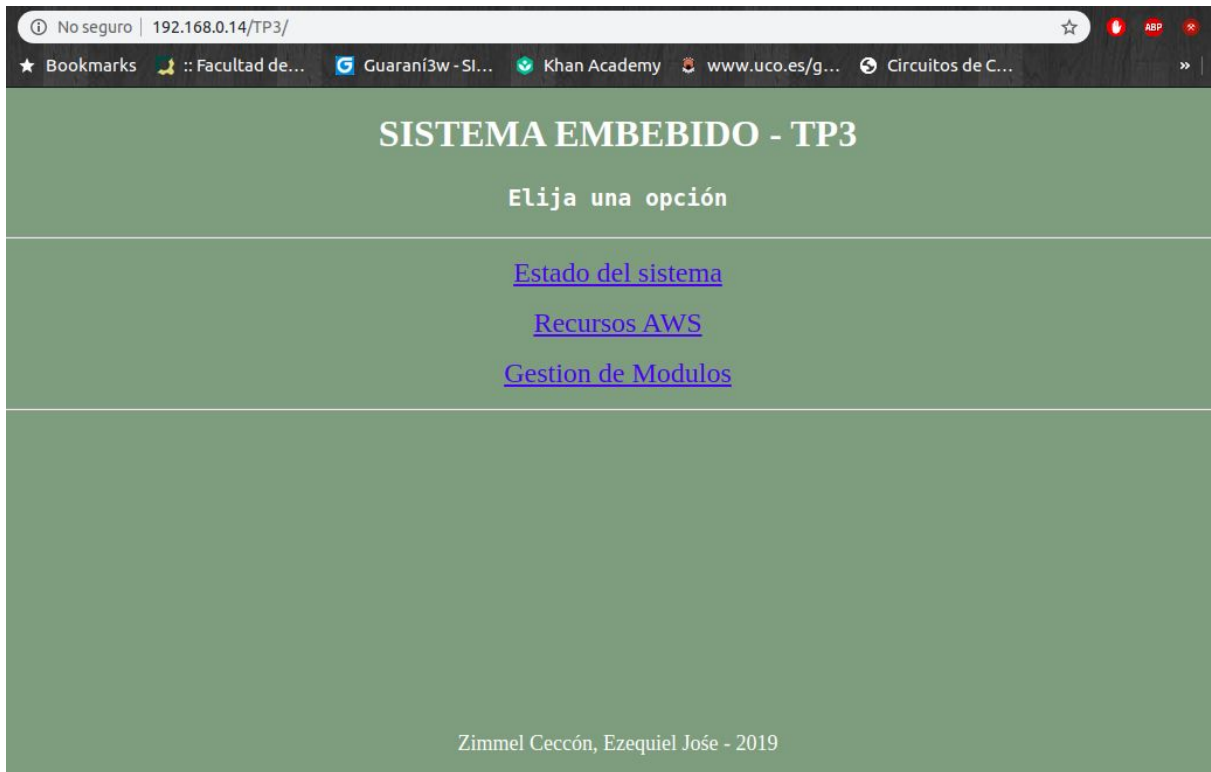 No seguro | 192.168.0.14/TP3/
ABP
Bookmarks :: Facultad de... Guaraní3w - SI... Khan Academy www.uco.es/g... Circuitos de C... »
SISTEMA EMBEBIDO - TP3
Elija una opción
Estado del sistema
Recursos AWS
Gestion de Modulos
Zimmel Ceccón, Ezequiel Jośe - 2019